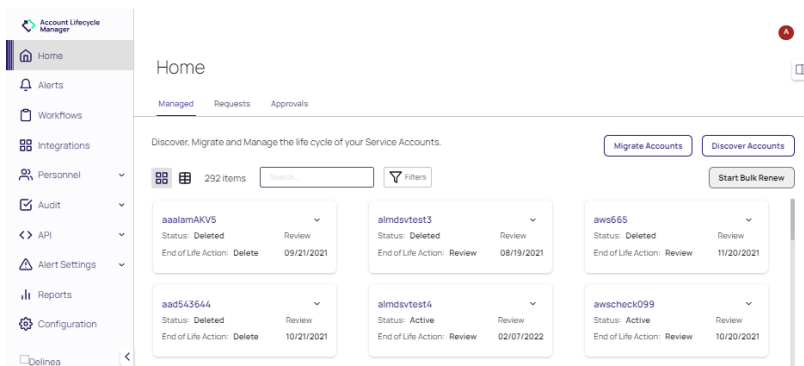 Account Lifecycle
Manager
A
Home
Alerts
Workflows
Integrations
Personnel
Audit
API
Alert Settings
Reports
Configuration
Delinea
Home
Managed Requests Approvals
Discover, Migrate and Manage the life cycle of your Service Accounts.
Migrate Accounts Discover Accounts
292 items Search... Filters Start Bulk Renew
aaalamAKV5
Status: Deleted Review
End of Life Action: Delete 09/21/2021
almdsvtest3
Status: Deleted Review
End of Life Action: Review 08/19/2021
aws665
Status: Deleted Review
End of Life Action: Review 11/20/2021
aad543644
Status: Deleted Review
End of Life Action: Delete 10/21/2021
almdsvtest4
Status: Active Review
End of Life Action: Review 02/07/2022
awscheck099
Status: Active Review
End of Life Action: Review 10/20/2021